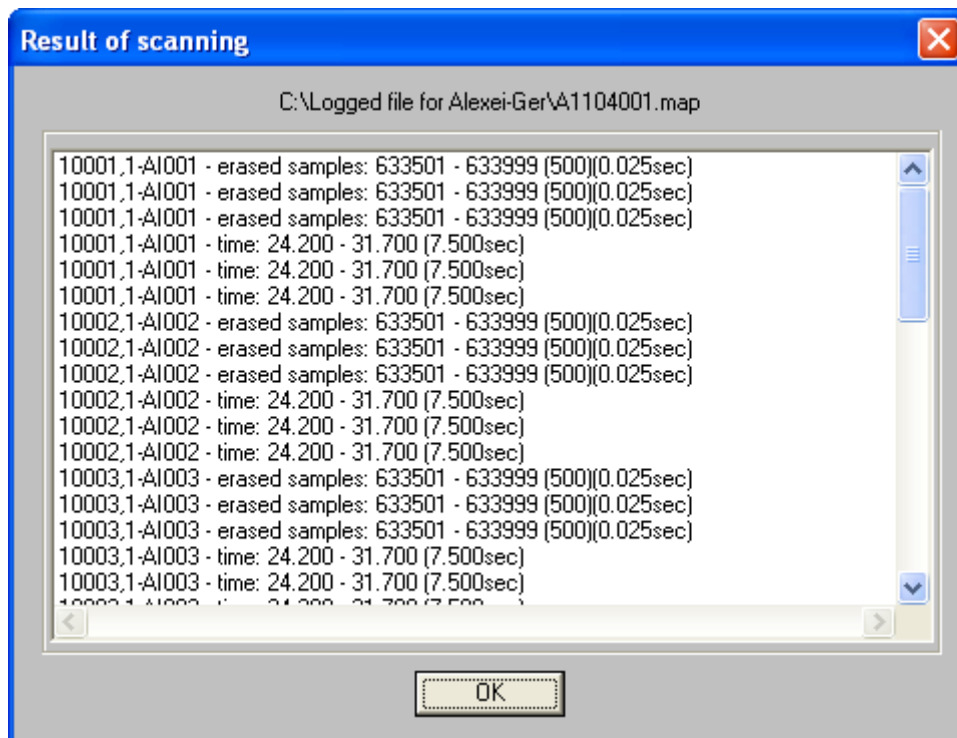 Result of scanning
C:\Logged file for Alexei-Ger\A1104001.map
10001,1-AI001 - erased samples: 633501 - 633999 (500)(0.025sec)
10001,1-AI001 - erased samples: 633501 - 633999 (500)(0.025sec)
10001,1-AI001 - erased samples: 633501 - 633999 (500)(0.025sec)
10001,1-AI001 - time: 24.200 - 31.700 (7.500sec)
10001,1-AI001 - time: 24.200 - 31.700 (7.500sec)
10001,1-AI001 - time: 24.200 - 31.700 (7.500sec)
10002,1-AI002 - erased samples: 633501 - 633999 (500)(0.025sec)
10002,1-AI002 - erased samples: 633501 - 633999 (500)(0.025sec)
10002,1-AI002 - erased samples: 633501 - 633999 (500)(0.025sec)
10002,1-AI002 - time: 24.200 - 31.700 (7.500sec)
10002,1-AI002 - time: 24.200 - 31.700 (7.500sec)
10002,1-AI002 - time: 24.200 - 31.700 (7.500sec)
10003,1-AI003 - erased samples: 633501 - 633999 (500)(0.025sec)
10003,1-AI003 - erased samples: 633501 - 633999 (500)(0.025sec)
10003,1-AI003 - erased samples: 633501 - 633999 (500)(0.025sec)
10003,1-AI003 - time: 24.200 - 31.700 (7.500sec)
10003,1-AI003 - time: 24.200 - 31.700 (7.500sec)
OK